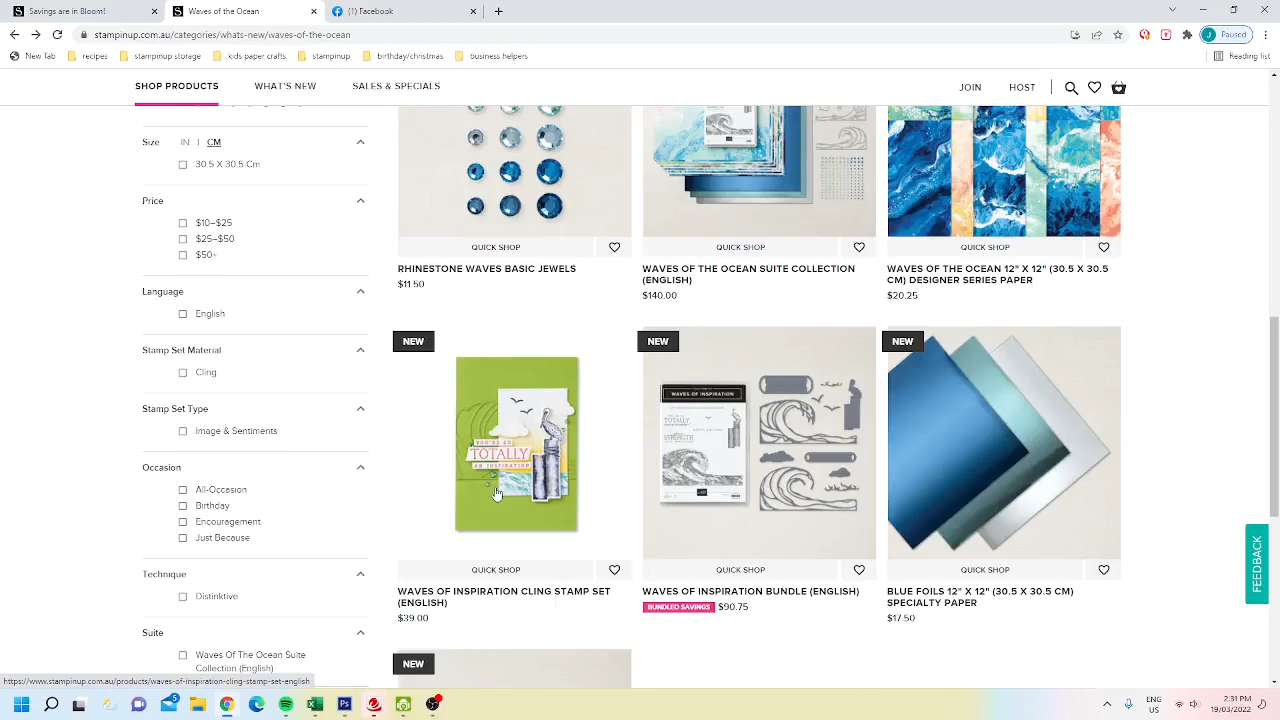 Savings are in Bloom!
Waves of the Ocean
(1) Facebook
stampinup.com.au/categories/whats-new/waves-of-the-ocean
J
Paused
New Tab
recipes
stampinup storage
kids paper crafts
stampinup
birthday/christmas
business helpers
Reading list
SHOP PRODUCTS
WHAT'S NEW
SALES & SPECIALS
JOIN
HOST
Size
IN | CM
30.5 X 30.5 Cm
Price
$10–$25
$25–$50
$50+
Language
English
Stamp Set Material
Cling
Stamp Set Type
Image & Sentiments
Occasion
All-Occasion
Birthday
Encouragement
Just Because
Technique
Distinctive
Suite
Waves Of The Ocean Suite
Collection (English)
QUICK SHOP
RHINESTONE WAVES BASIC JEWELS
$11.50
QUICK SHOP
WAVES OF THE OCEAN SUITE COLLECTION
(ENGLISH)
$140.00
QUICK SHOP
WAVES OF THE OCEAN 12" X 12" (30.5 X 30.5
CM) DESIGNER SERIES PAPER
$20.25
NEW
YOU'RE SO
TOTALLY
AN INSPIRATION
QUICK SHOP
WAVES OF INSPIRATION CLING STAMP SET
(ENGLISH)
$39.00
NEW
WAVES OF INSPIRATION
TOTALLY
STRENGTH
QUICK SHOP
WAVES OF INSPIRATION BUNDLE (ENGLISH)
BUNDLED SAVINGS $90.75
NEW
QUICK SHOP
BLUE FOILS 12" X 12" (30.5 X 30.5 CM)
SPECIALTY PAPER
$17.50
NEW
FEEDBACK
https://www.stampinup.com.au/products/waves-of-inspiration-cling-stamp-set-english
5
ENG
US
2:31 PM
19/03/2022